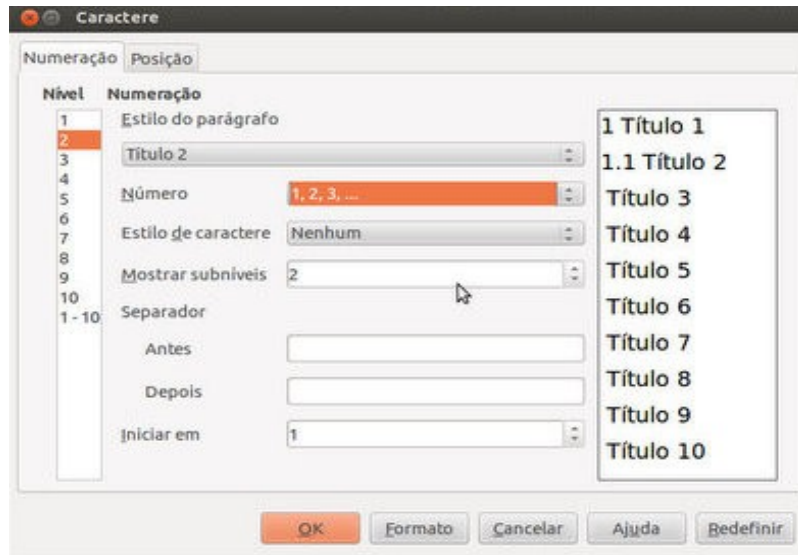 Caractere
Numeração Posição
Nível Numeração
1
2
3
4
5
6
7
8
9
10
1 - 10
Estilo do parágrafo
Título 2
Número 1, 2, 3, ...
Estilo de caractere Nenhum
Mostrar subníveis 2
Separador
Antes
Depois
Iniciar em 1
1 Título 1
1.1 Título 2
Título 3
Título 4
Título 5
Título 6
Título 7
Título 8
Título 9
Título 10
OK Formato Cancelar Ajuda Redefinir